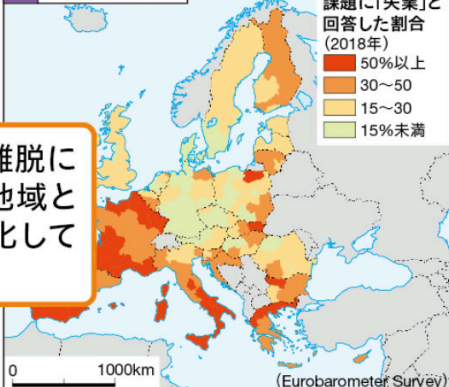 課題に「失業」と
回答した割合
(2018年)
50%以上
30〜50
15〜30
15%未満
離脱に
地域と
化して
0 1000km
(Eurobarometer Survey)